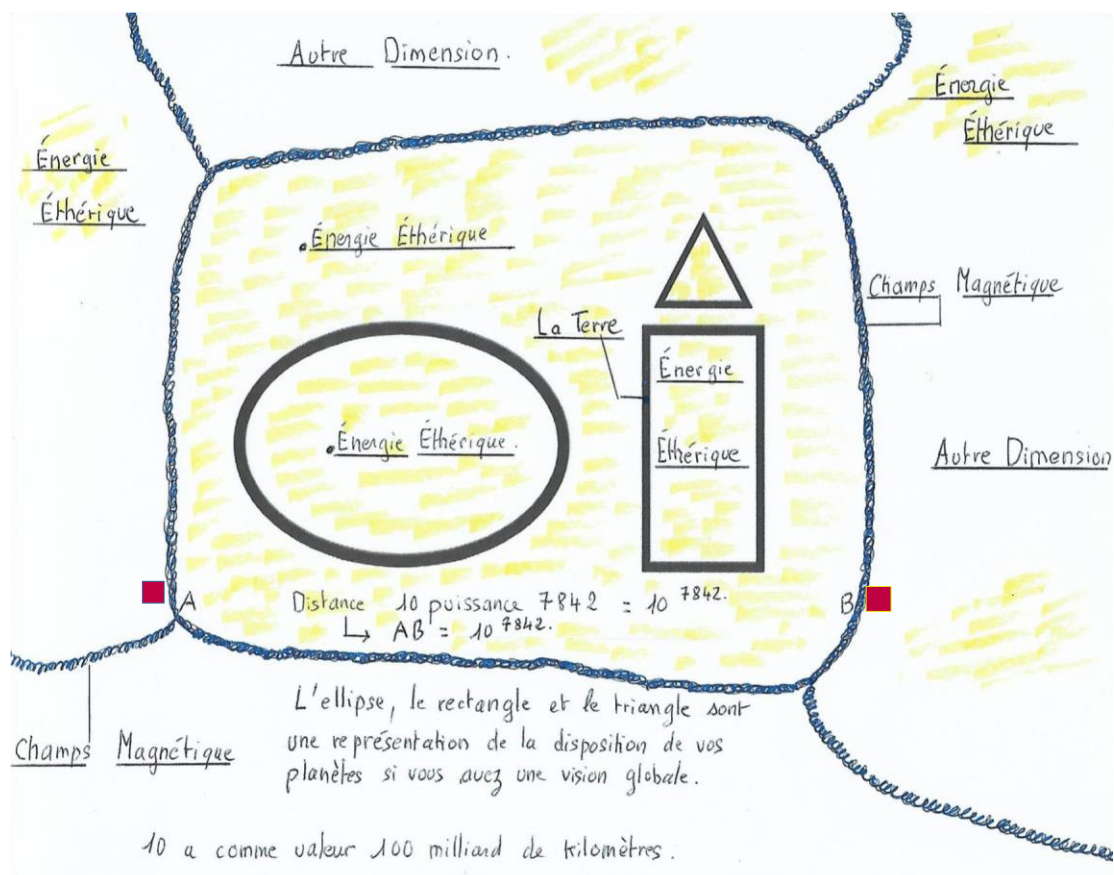 Autre Dimension.
Énergie
Éthérique
Énergie
Éthérique
.Énergie Éthérique
Champs Magnétique
La Terre
Énergie
Éthérique
.Énergie Éthérique.
Autre Dimension
A
Distance 10 puissance 7842 = 10 7842.
B
↳ AB = 10 7842.
L'ellipse, le rectangle et le triangle sont
une représentation de la disposition de vos
planètes si vous avez une vision globale.
Champs Magnétique
10 a comme valeur 100 milliard de kilomètres.